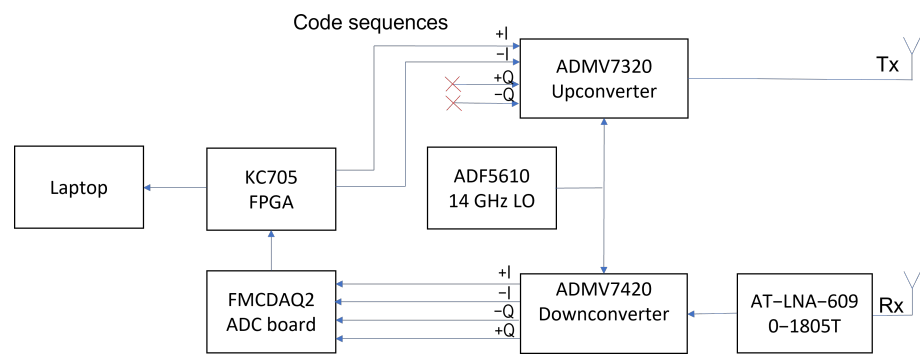 Code sequences
+I
−I
+Q
−Q
ADMV7320
Upconverter
Tx
Laptop
KC705
FPGA
ADF5610
14 GHz LO
FMCDAQ2
ADC board
+I
−I
−Q
+Q
ADMV7420
Downconverter
AT−LNA−609
0−1805T
Rx